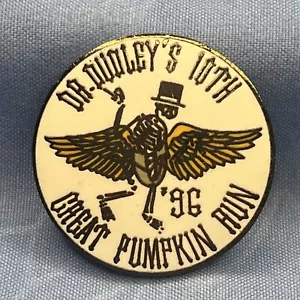 DR. DUDLEY'S 10TH
'96
GREAT PUMPKIN RUN